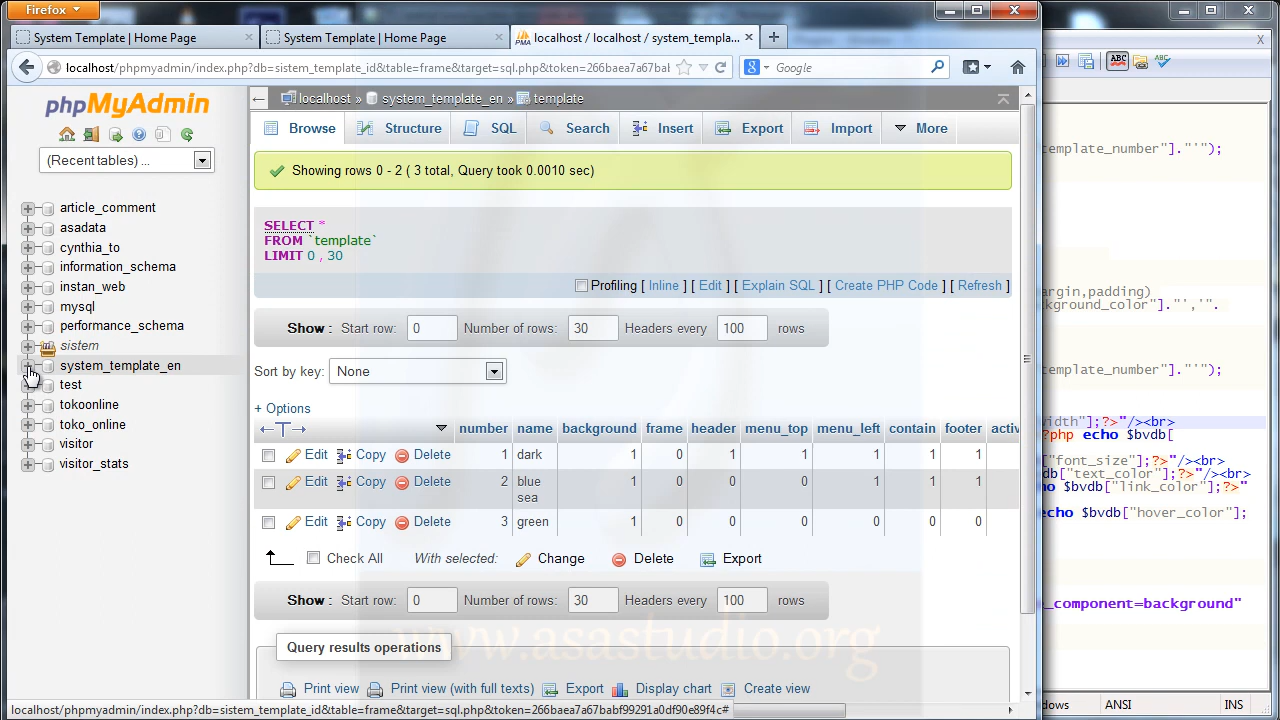 Firefox
System Template | Home Page
System Template | Home Page
localhost / localhost / system_templa...
localhost/phpmyadmin/index.php?db=sistem_template_id&table=frame&target=sql.php&token=266baea7a67bab
Google
phpMyAdmin
(Recent tables) ...
article_comment
asadata
cynthia_to
information_schema
instan_web
mysql
performance_schema
sistem
system_template_en
test
tokoonline
toko_online
visitor
visitor_stats
localhost » system_template_en » template
Browse Structure SQL Search Insert Export Import More
Showing rows 0 - 2 ( 3 total, Query took 0.0010 sec)
SELECT *
FROM `template`
LIMIT 0 , 30
Profiling [ Inline ] [ Edit ] [ Explain SQL ] [ Create PHP Code ] [ Refresh ]
Show : Start row: 0 Number of rows: 30 Headers every 100 rows
Sort by key: None
+ Options
←T→ number name background frame header menu_top menu_left contain footer activ
Edit Copy Delete 1 dark 1 0 1 1 1 1 1
Edit Copy Delete 2 blue sea 1 0 0 0 1 1 1
Edit Copy Delete 3 green 1 0 0 0 0 0 0
Check All With selected: Change Delete Export
Show : Start row: 0 Number of rows: 30 Headers every 100 rows
www.asastudio.org
Query results operations
Print view Print view (with full texts) Export Display chart Create view
localhost/phpmyadmin/index.php?db=sistem_template_id&table=frame&target=sql.php&token=266baea7a67babf99291a0df90e89f4c#
emplate_number"]."'");
argin,padding)
ckground_color"]."','".
emplate_number"]."'");
width"];?>"/><br>
?php echo $bvdb[
["font_size"];?>"/><br>
db["text_color"];?>"/><br>
ho $bvdb["link_color"];?>"
echo $bvdb["hover_color"];
_component=background"
dows ANSI INS